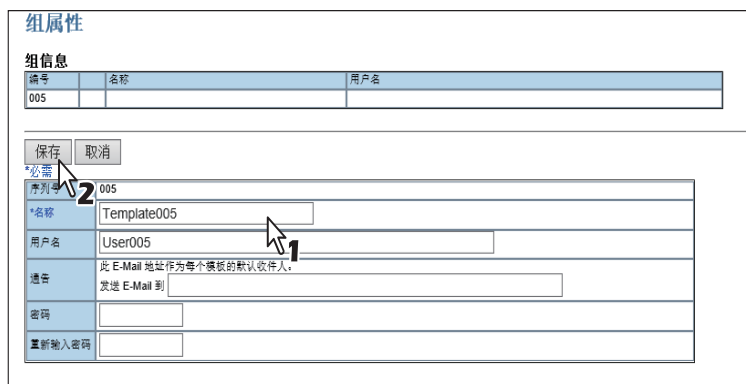 组属性
组信息
编号 名称 用户名
005
保存 取消
*必需
序列号 005
*名称 Template005
用户名 User005
通告 此 E-Mail 地址作为每个模板的默认收件人。
发送 E-Mail 到
密码
重新输入密码
2
1